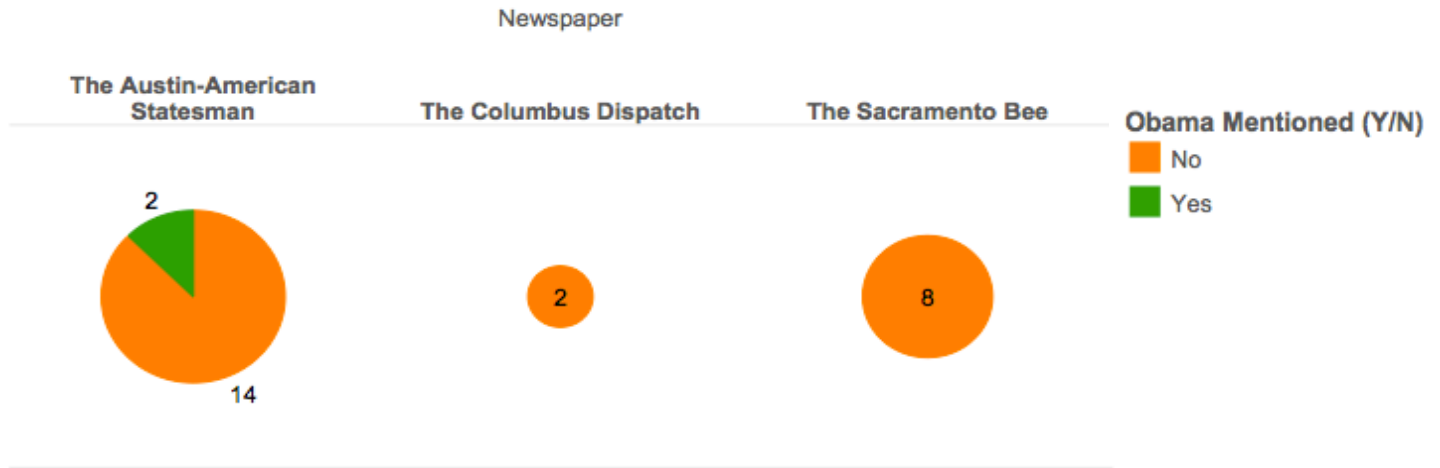 Newspaper
The Austin-American
Statesman
The Columbus Dispatch
The Sacramento Bee
Obama Mentioned (Y/N)
No
Yes
2
14
2
8